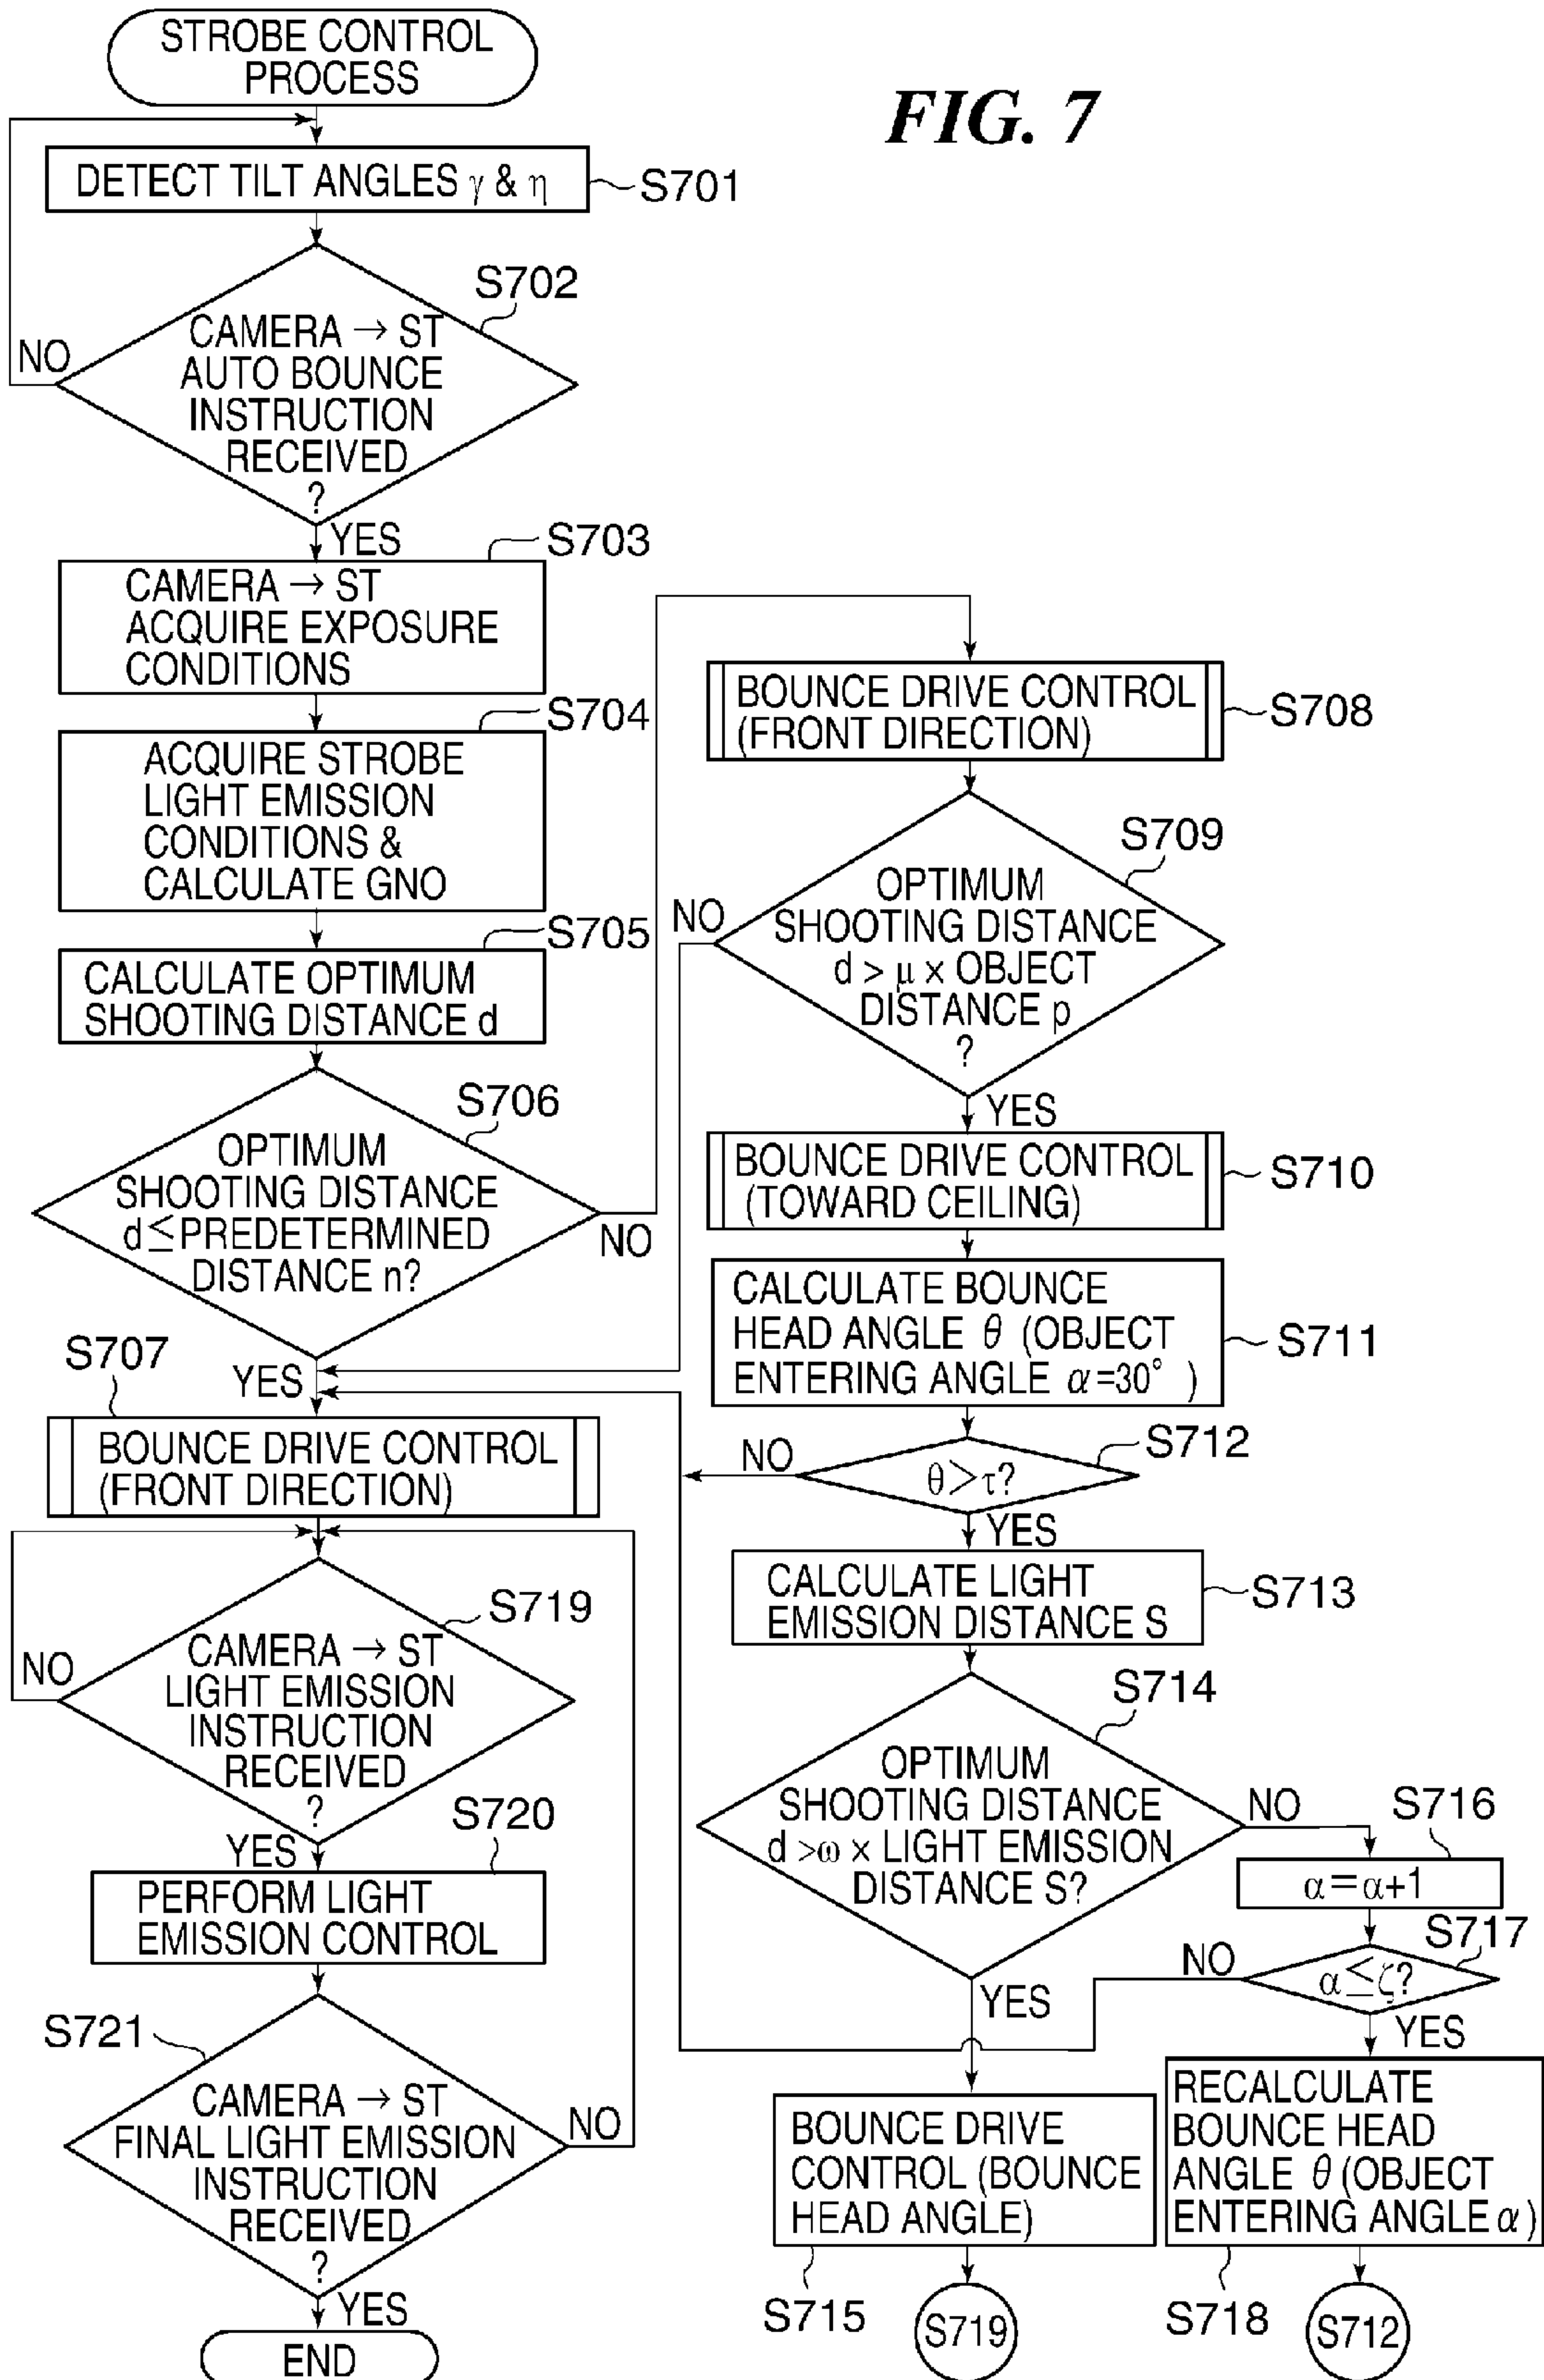 STROBE CONTROL
PROCESS
FIG. 7
DETECT TILT ANGLES γ & η
S701
S702
CAMERA → ST
AUTO BOUNCE
INSTRUCTION
RECEIVED
?
NO
YES
S703
CAMERA → ST
ACQUIRE EXPOSURE
CONDITIONS
S704
ACQUIRE STROBE
LIGHT EMISSION
CONDITIONS &
CALCULATE GNO
S705
CALCULATE OPTIMUM
SHOOTING DISTANCE d
S706
OPTIMUM
SHOOTING DISTANCE
d≤PREDETERMINED
DISTANCE n?
NO
YES
S707
BOUNCE DRIVE CONTROL
(FRONT DIRECTION)
S719
CAMERA → ST
LIGHT EMISSION
INSTRUCTION
RECEIVED
?
NO
YES
S720
PERFORM LIGHT
EMISSION CONTROL
S721
CAMERA → ST
FINAL LIGHT EMISSION
INSTRUCTION
RECEIVED
?
NO
YES
END
BOUNCE DRIVE CONTROL
(FRONT DIRECTION)
S708
S709
OPTIMUM
SHOOTING DISTANCE
d > μ × OBJECT
DISTANCE p
?
NO
YES
BOUNCE DRIVE CONTROL
(TOWARD CEILING)
S710
CALCULATE BOUNCE
HEAD ANGLE θ (OBJECT
ENTERING ANGLE α=30° )
S711
S712
θ>τ?
NO
YES
CALCULATE LIGHT
EMISSION DISTANCE S
S713
S714
OPTIMUM
SHOOTING DISTANCE
d >ω × LIGHT EMISSION
DISTANCE S?
NO
YES
S716
α=α+1
S717
α≤ζ?
NO
YES
BOUNCE DRIVE
CONTROL (BOUNCE
HEAD ANGLE)
S715
S719
RECALCULATE
BOUNCE HEAD
ANGLE θ (OBJECT
ENTERING ANGLE α)
S718
S712